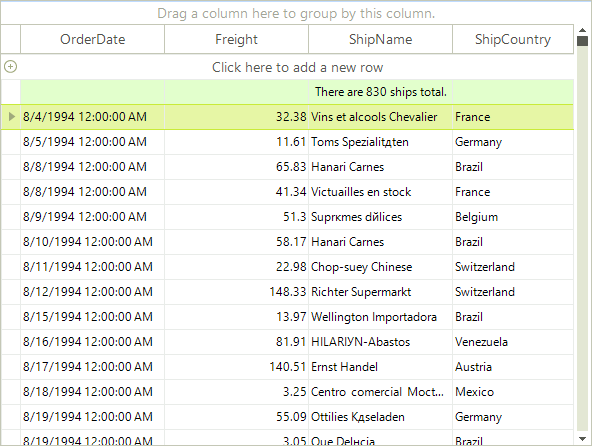 Drag a column here to group by this column.
OrderDate Freight ShipName ShipCountry
Click here to add a new row
There are 830 ships total.
8/4/1994 12:00:00 AM 32.38 Vins et alcools Chevalier France
8/5/1994 12:00:00 AM 11.61 Toms Spezialitдten Germany
8/8/1994 12:00:00 AM 65.83 Hanari Carnes Brazil
8/8/1994 12:00:00 AM 41.34 Victuailles en stock France
8/9/1994 12:00:00 AM 51.3 Suprкmes dйlices Belgium
8/10/1994 12:00:00 AM 58.17 Hanari Carnes Brazil
8/11/1994 12:00:00 AM 22.98 Chop-suey Chinese Switzerland
8/12/1994 12:00:00 AM 148.33 Richter Supermarkt Switzerland
8/15/1994 12:00:00 AM 13.97 Wellington Importadora Brazil
8/16/1994 12:00:00 AM 81.91 HILARIУN-Abastos Venezuela
8/17/1994 12:00:00 AM 140.51 Ernst Handel Austria
8/18/1994 12:00:00 AM 3.25 Centro comercial Moct... Mexico
8/19/1994 12:00:00 AM 55.09 Ottilies Kдseladen Germany
8/19/1994 12:00:00 AM 3.05 Que Delнcia Brazil